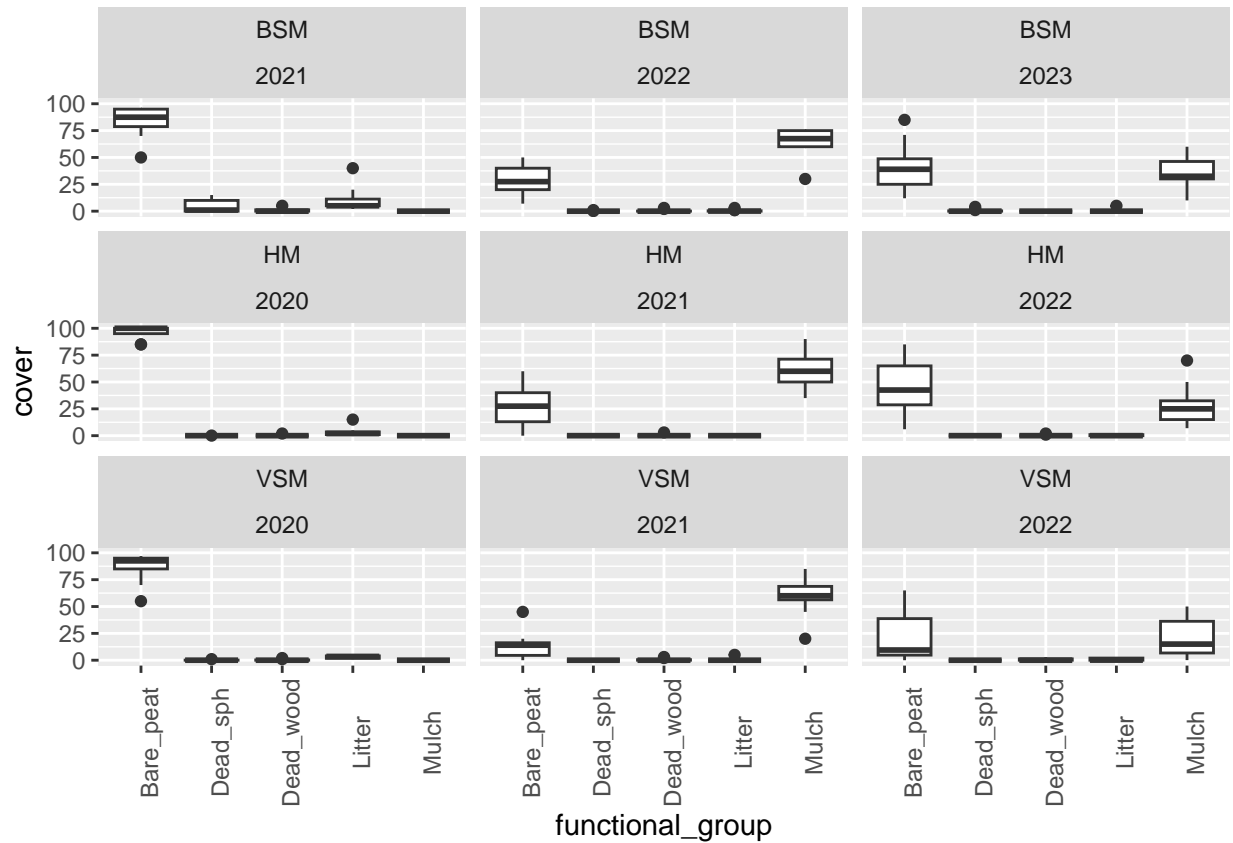 BSM BSM BSM
2021 2022 2023
100
75
50
25
0
HM HM HM
2020 2021 2022
100
75
50
25
0
VSM VSM VSM
2020 2021 2022
100
75
50
25
0
cover
Bare_peat Dead_sph Dead_wood Litter Mulch Bare_peat Dead_sph Dead_wood Litter Mulch Bare_peat Dead_sph Dead_wood Litter Mulch
functional_group